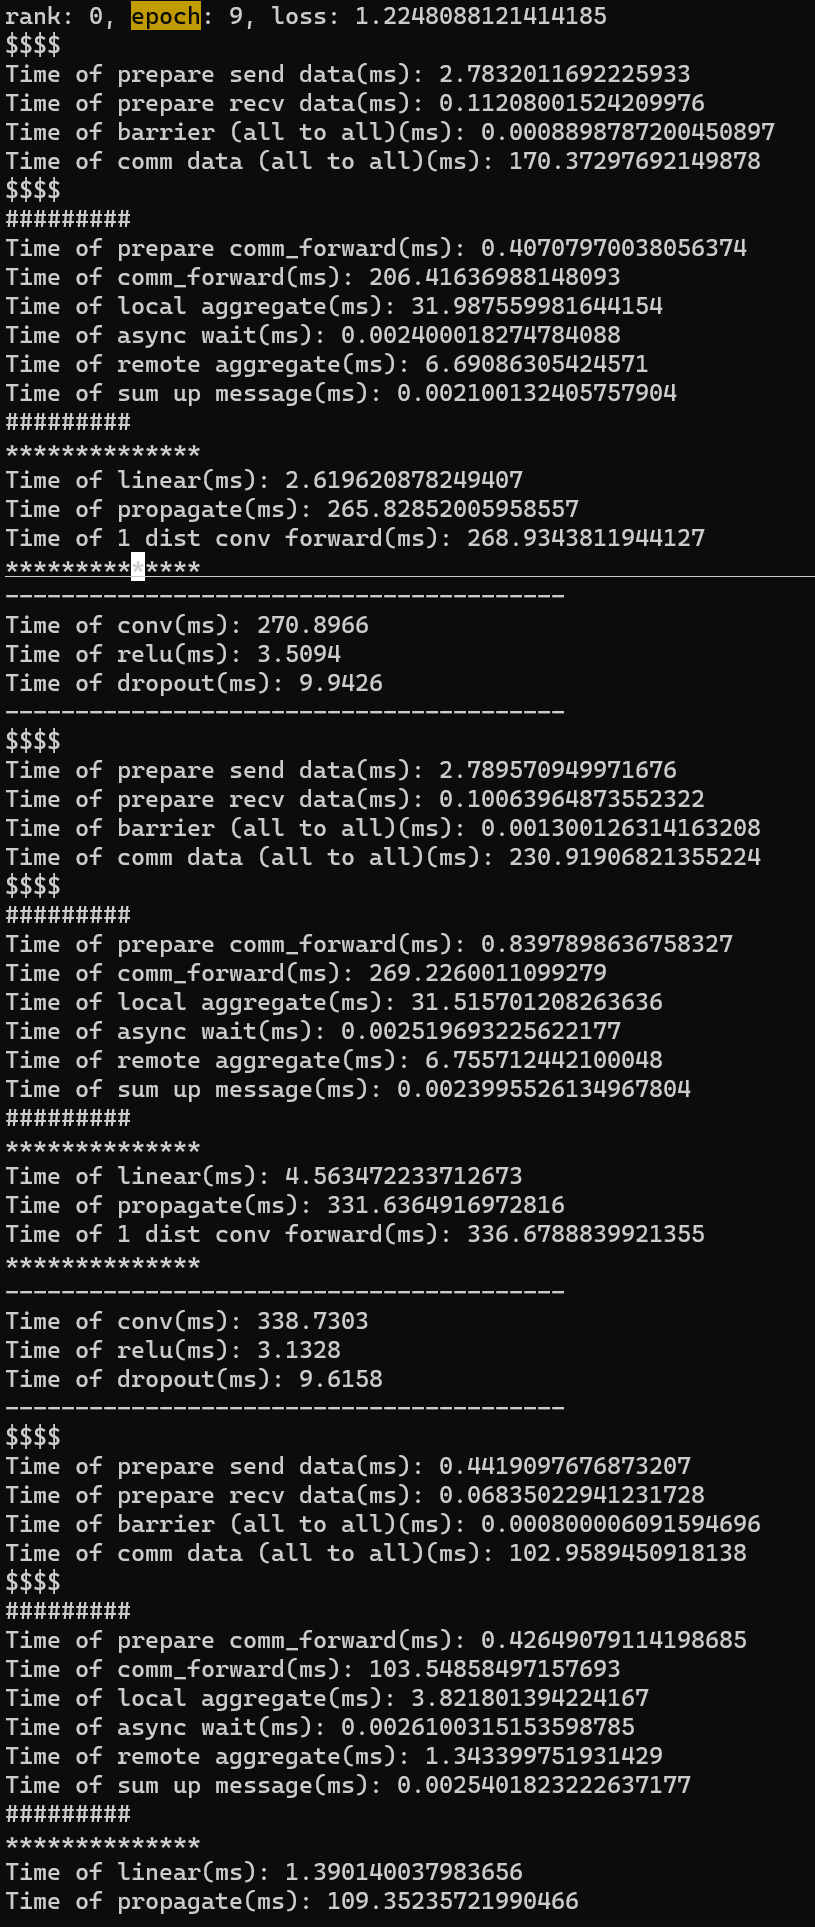 rank: 0, epoch: 9, loss: 1.2248088121414185
$$$$
Time of prepare send data(ms): 2.7832011692225933
Time of prepare recv data(ms): 0.11208001524209976
Time of barrier (all to all)(ms): 0.0008898787200450897
Time of comm data (all to all)(ms): 170.37297692149878
$$$$
#########
Time of prepare comm_forward(ms): 0.40707970038056374
Time of comm_forward(ms): 206.41636988148093
Time of local aggregate(ms): 31.987559981644154
Time of async wait(ms): 0.002400018274784088
Time of remote aggregate(ms): 6.69086305424571
Time of sum up message(ms): 0.002100132405757904
#########
**************
Time of linear(ms): 2.619620878249407
Time of propagate(ms): 265.82852005958557
Time of 1 dist conv forward(ms): 268.9343811944127
**************
----------------------------------------
Time of conv(ms): 270.8966
Time of relu(ms): 3.5094
Time of dropout(ms): 9.9426
----------------------------------------
$$$$
Time of prepare send data(ms): 2.789570949971676
Time of prepare recv data(ms): 0.10063964873552322
Time of barrier (all to all)(ms): 0.001300126314163208
Time of comm data (all to all)(ms): 230.91906821355224
$$$$
#########
Time of prepare comm_forward(ms): 0.8397898636758327
Time of comm_forward(ms): 269.2260011099279
Time of local aggregate(ms): 31.515701208263636
Time of async wait(ms): 0.002519693225622177
Time of remote aggregate(ms): 6.755712442100048
Time of sum up message(ms): 0.0023995526134967804
#########
**************
Time of linear(ms): 4.563472233712673
Time of propagate(ms): 331.6364916972816
Time of 1 dist conv forward(ms): 336.6788839921355
**************
----------------------------------------
Time of conv(ms): 338.7303
Time of relu(ms): 3.1328
Time of dropout(ms): 9.6158
----------------------------------------
$$$$
Time of prepare send data(ms): 0.4419097676873207
Time of prepare recv data(ms): 0.06835022941231728
Time of barrier (all to all)(ms): 0.000800006091594696
Time of comm data (all to all)(ms): 102.9589450918138
$$$$
#########
Time of prepare comm_forward(ms): 0.42649079114198685
Time of comm_forward(ms): 103.54858497157693
Time of local aggregate(ms): 3.821801394224167
Time of async wait(ms): 0.0026100315153598785
Time of remote aggregate(ms): 1.343399751931429
Time of sum up message(ms): 0.0025401823222637177
#########
**************
Time of linear(ms): 1.390140037983656
Time of propagate(ms): 109.35235721990466